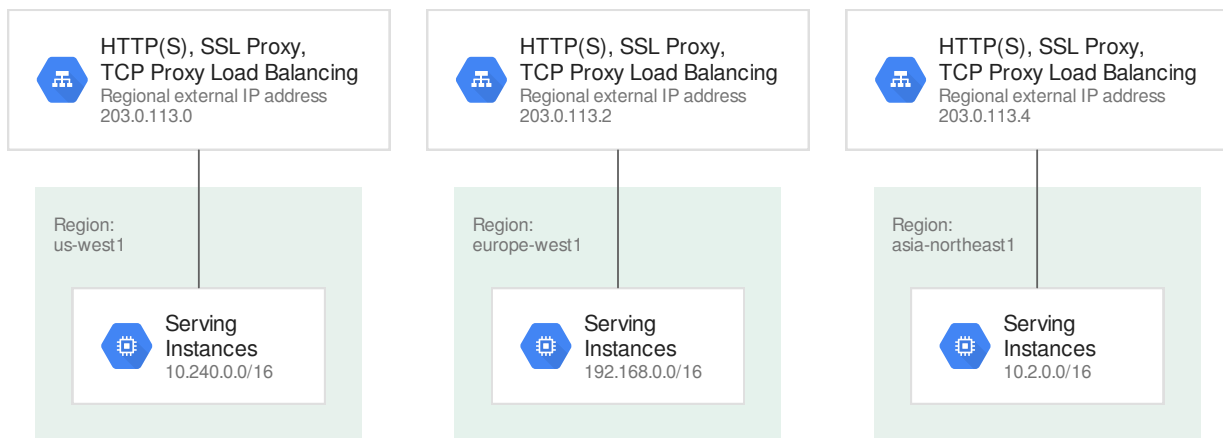 HTTP(S), SSL Proxy,
TCP Proxy Load Balancing
Regional external IP address
203.0.113.0
HTTP(S), SSL Proxy,
TCP Proxy Load Balancing
Regional external IP address
203.0.113.2
HTTP(S), SSL Proxy,
TCP Proxy Load Balancing
Regional external IP address
203.0.113.4
Region:
us-west1
Region:
europe-west1
Region:
asia-northeast1
Serving
Instances
10.240.0.0/16
Serving
Instances
192.168.0.0/16
Serving
Instances
10.2.0.0/16